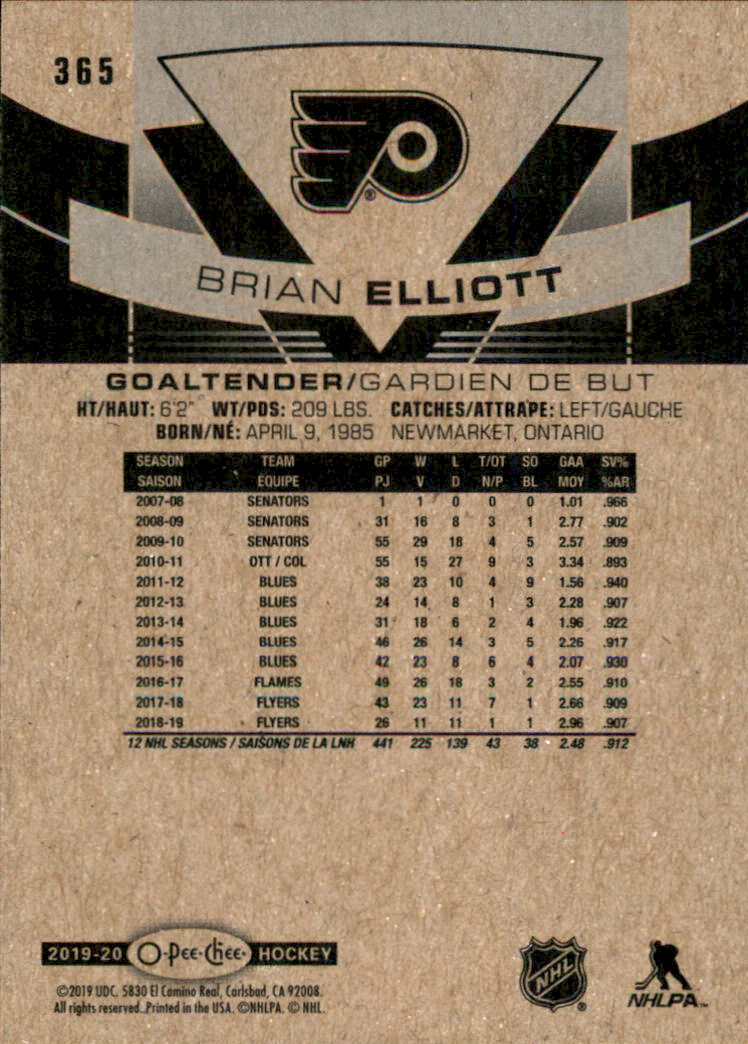 365
BRIAN ELLIOTT
GOALTENDER/GARDIEN DE BUT
HT/HAUT: 6'2" WT/PDS: 209 LBS. CATCHES/ATTRAPE: LEFT/GAUCHE
BORN/NÉ: APRIL 9, 1985 NEWMARKET, ONTARIO
SEASON TEAM GP W L T/OT SO GAA SV%
SAISON ÉQUIPE PJ V D N/P BL MOY %AR
2007-08 SENATORS 1 1 0 0 0 1.01 .966
2008-09 SENATORS 31 16 8 3 1 2.77 .902
2009-10 SENATORS 55 29 18 4 5 2.57 .909
2010-11 OTT / COL 55 15 27 9 3 3.34 .893
2011-12 BLUES 38 23 10 4 9 1.56 .940
2012-13 BLUES 24 14 8 1 3 2.28 .907
2013-14 BLUES 31 18 6 2 4 1.96 .922
2014-15 BLUES 46 26 14 3 5 2.26 .917
2015-16 BLUES 42 23 8 6 4 2.07 .930
2016-17 FLAMES 49 26 18 3 2 2.55 .910
2017-18 FLYERS 43 23 11 7 1 2.66 .909
2018-19 FLYERS 26 11 11 1 1 2.96 .907
12 NHL SEASONS / SAISONS DE LA LNH 441 225 139 43 38 2.48 .912
2019-20 O-Pee-Chee HOCKEY
©2019 UDC. 5830 El Camino Real, Carlsbad, CA 92008.
All rights reserved. Printed in the USA. ©NHLPA. © NHL.
NHL ®
NHLPA™